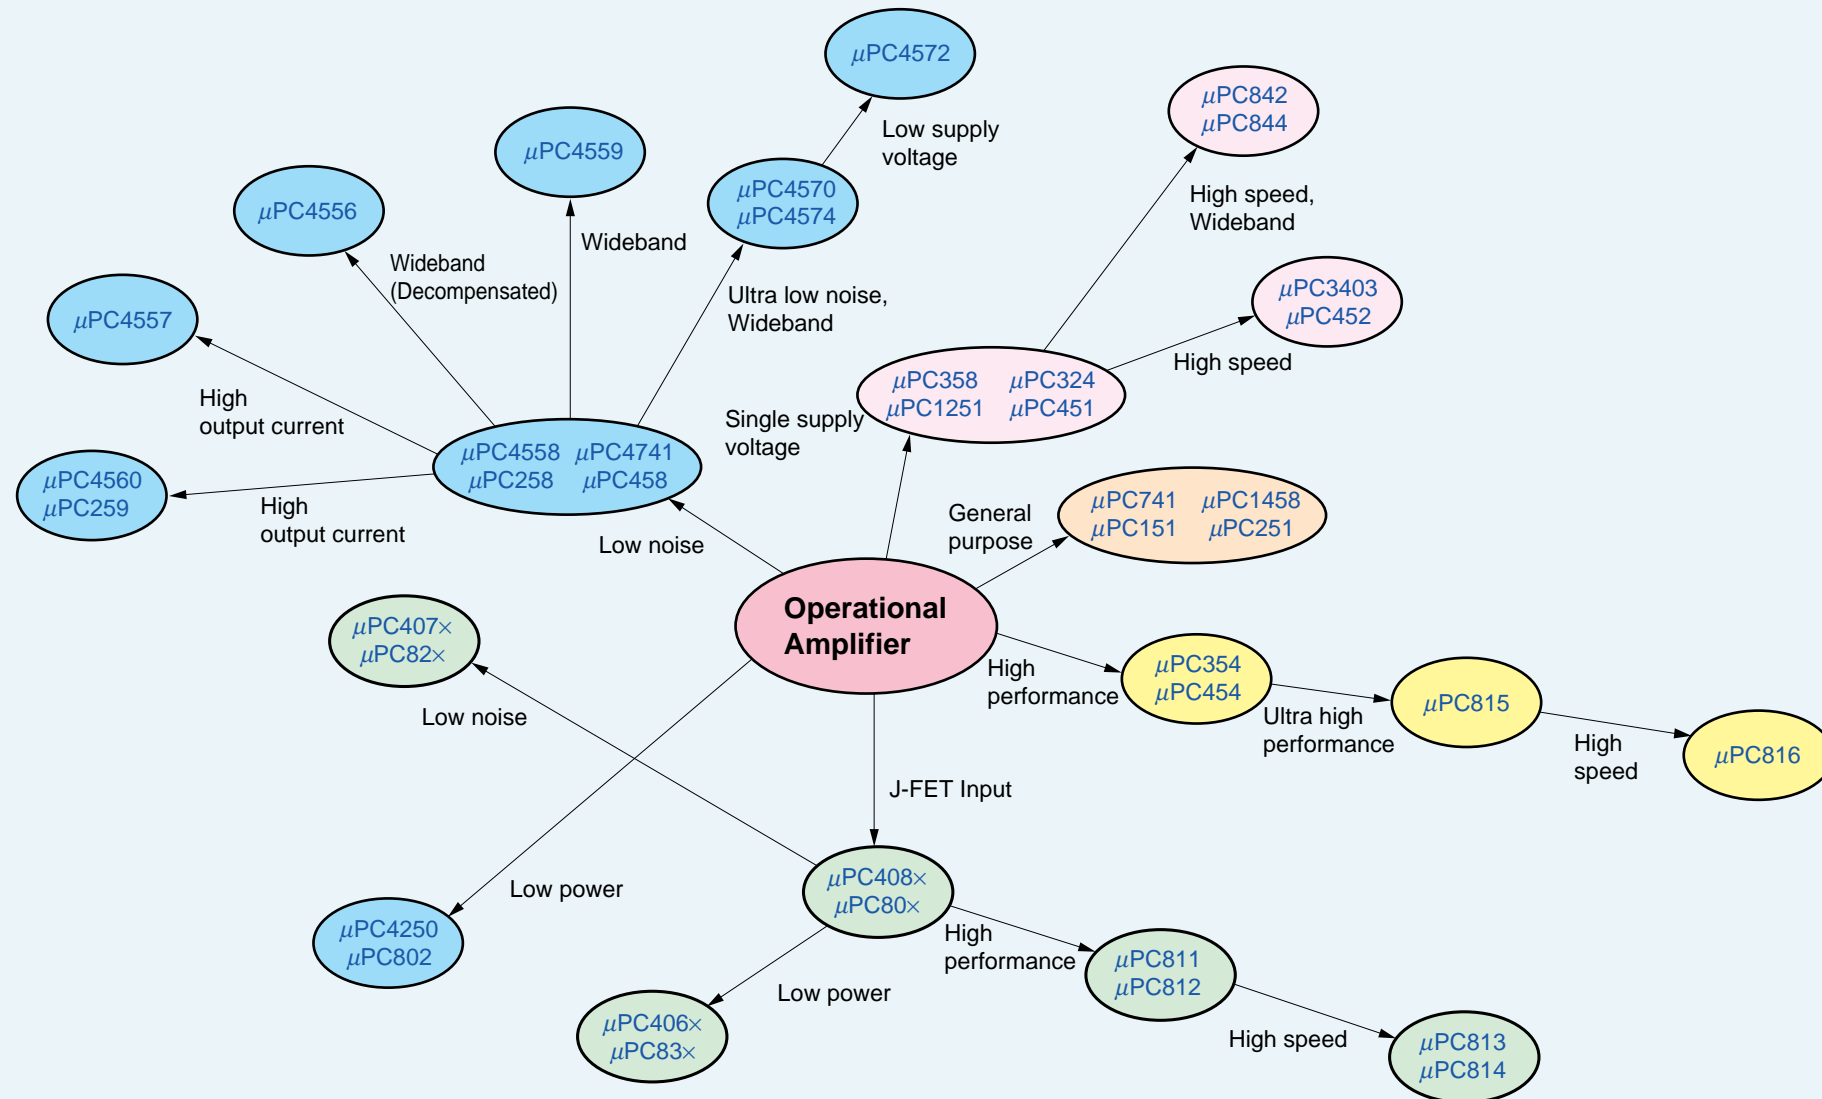 μPC4572
μPC842
μPC844
Low supply
voltage
μPC4559
μPC4570
μPC4574
High speed,
Wideband
μPC4556
Wideband
Wideband
(Decompensated)
μPC3403
μPC452
Ultra low noise,
Wideband
μPC4557
High speed
μPC358 μPC324
μPC1251 μPC451
High
output current
Single supply
voltage
μPC4558 μPC4741
μPC258 μPC458
μPC4560
μPC259
High
output current
μPC741 μPC1458
μPC151 μPC251
General
purpose
Low noise
Operational
Amplifier
μPC407×
μPC82×
High
performance
μPC354
μPC454
Ultra high
performance
μPC815
High
speed
μPC816
Low noise
J-FET Input
Low power
μPC408×
μPC80×
μPC4250
μPC802
High
performance
μPC811
μPC812
Low power
μPC406×
μPC83×
High speed
μPC813
μPC814